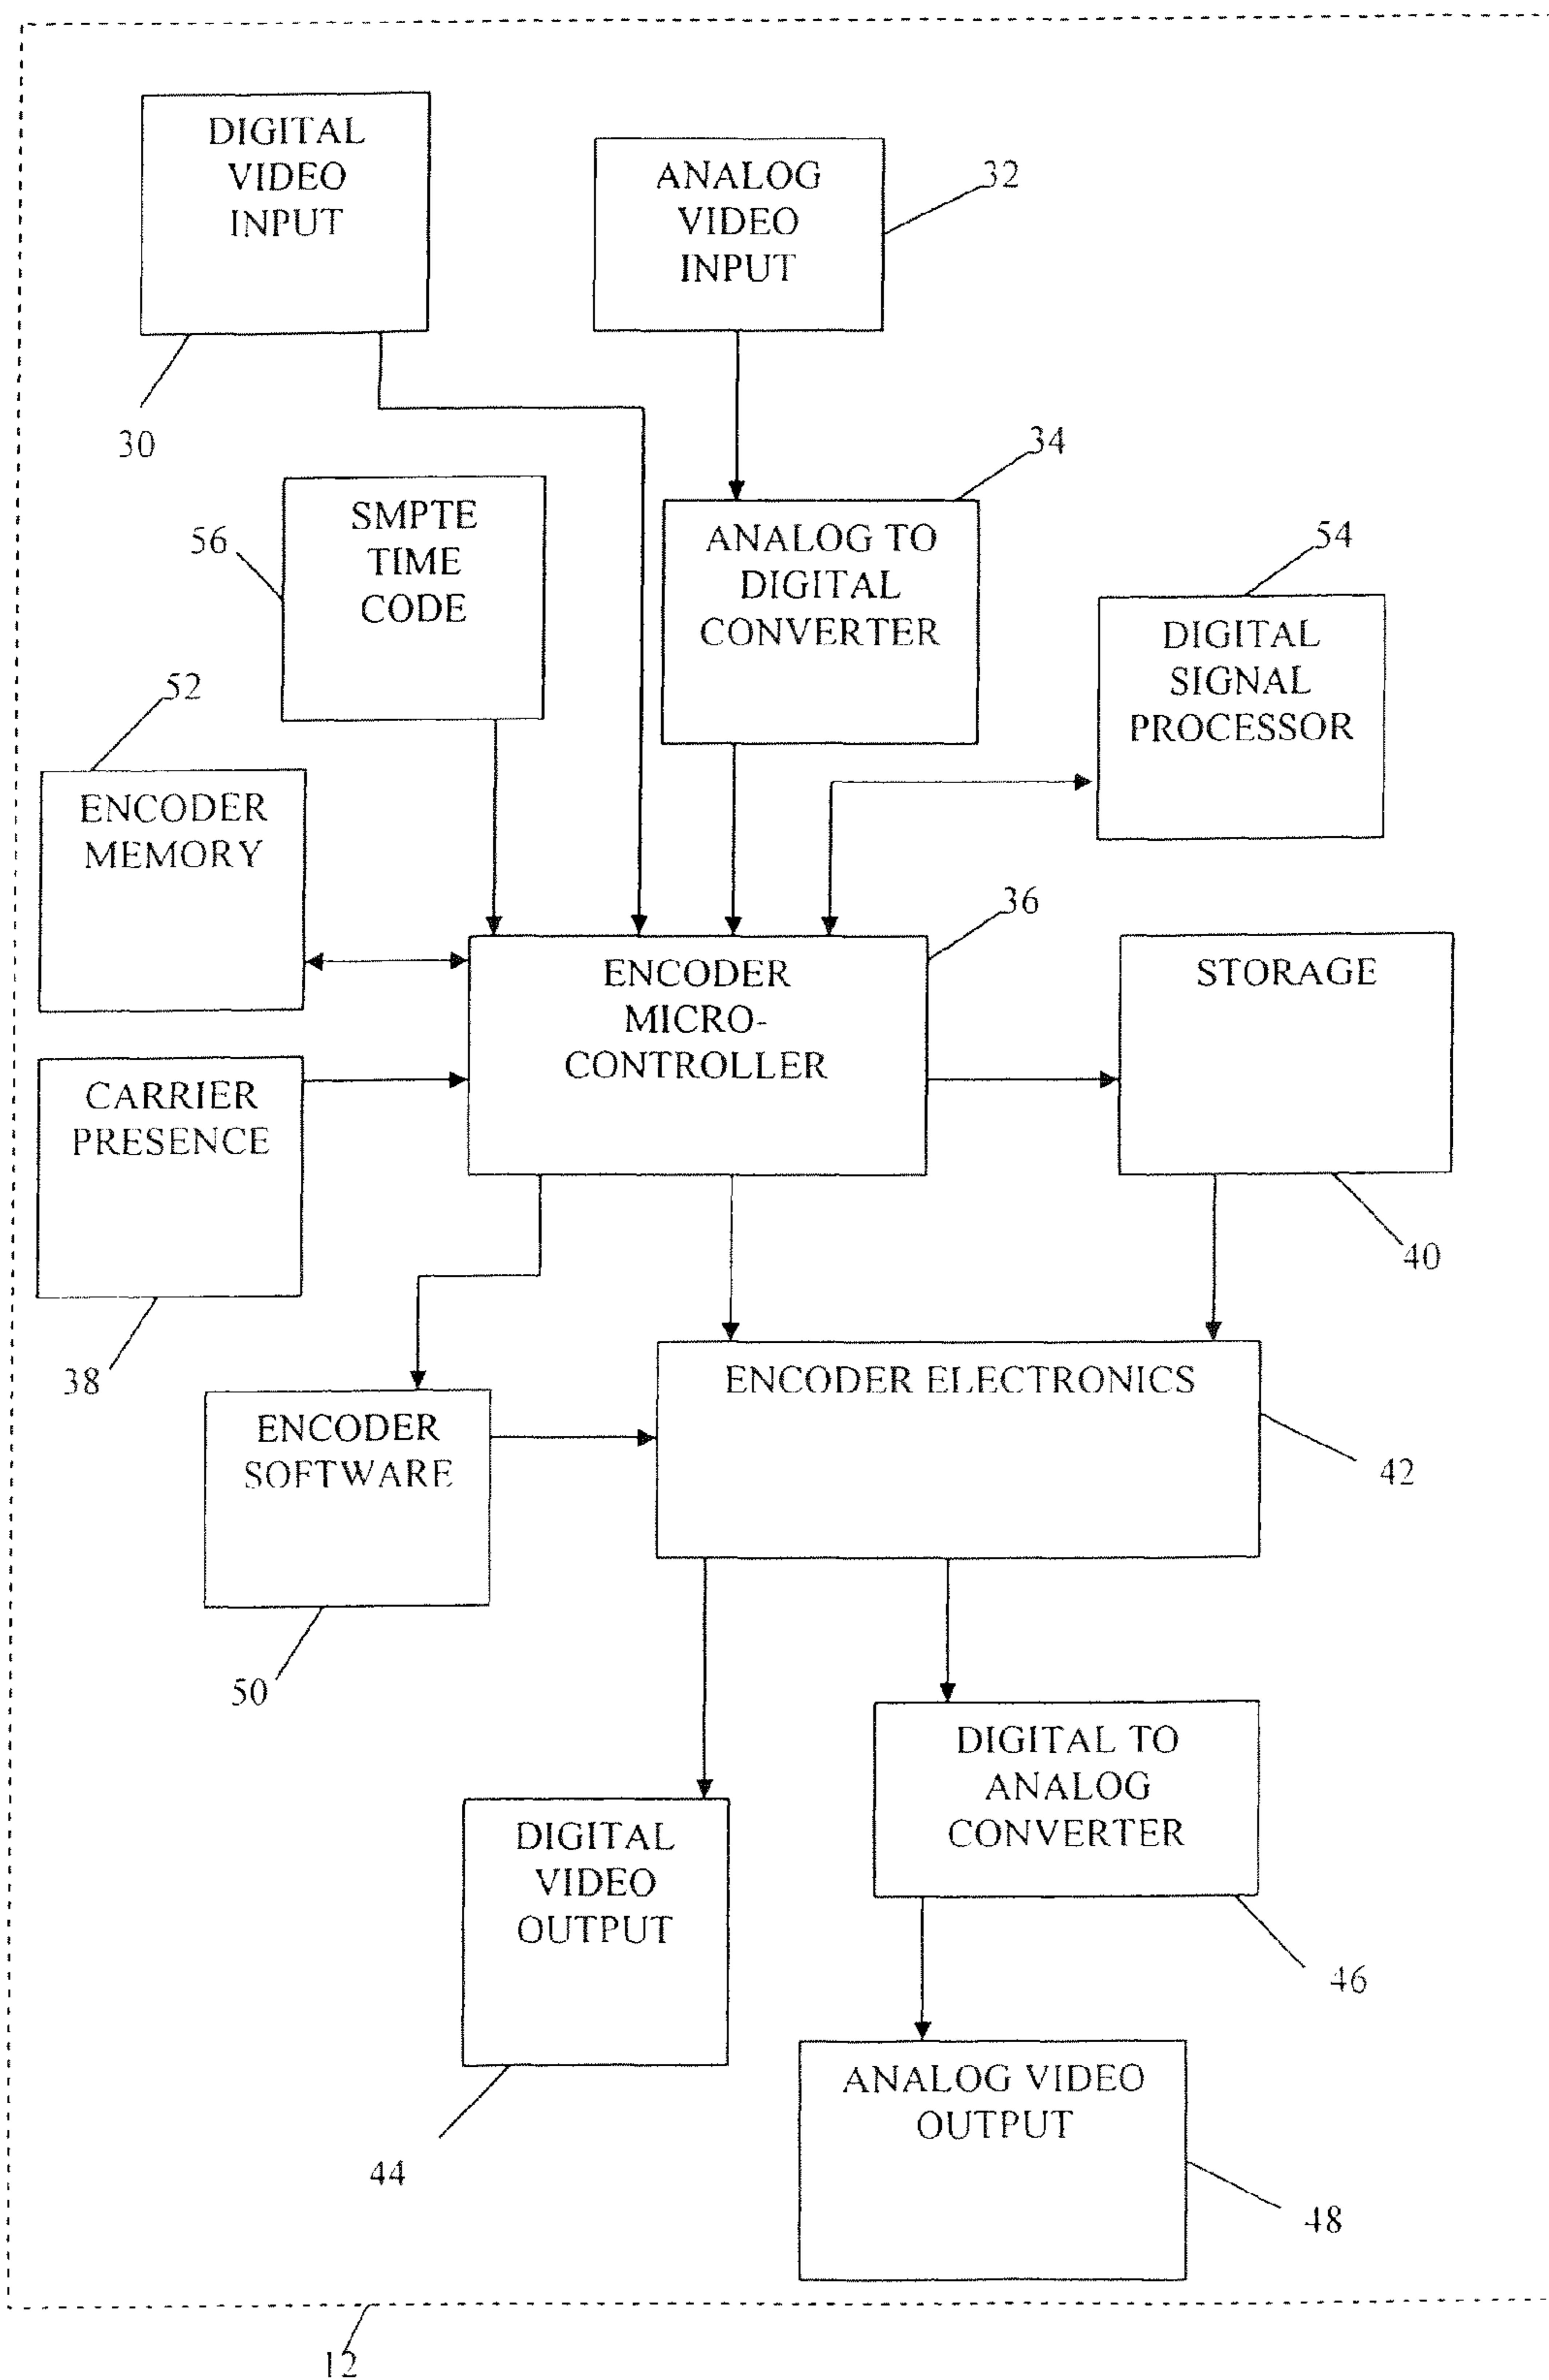 DIGITAL
VIDEO
INPUT
30
ANALOG
VIDEO
INPUT
32
SMPTE
TIME
CODE
56
ANALOG TO
DIGITAL
CONVERTER
34
DIGITAL
SIGNAL
PROCESSOR
54
ENCODER
MEMORY
52
ENCODER
MICRO-
CONTROLLER
36
STORAGE
40
CARRIER
PRESENCE
38
ENCODER
SOFTWARE
50
ENCODER ELECTRONICS
42
DIGITAL
VIDEO
OUTPUT
44
DIGITAL TO
ANALOG
CONVERTER
46
ANALOG VIDEO
OUTPUT
48
12